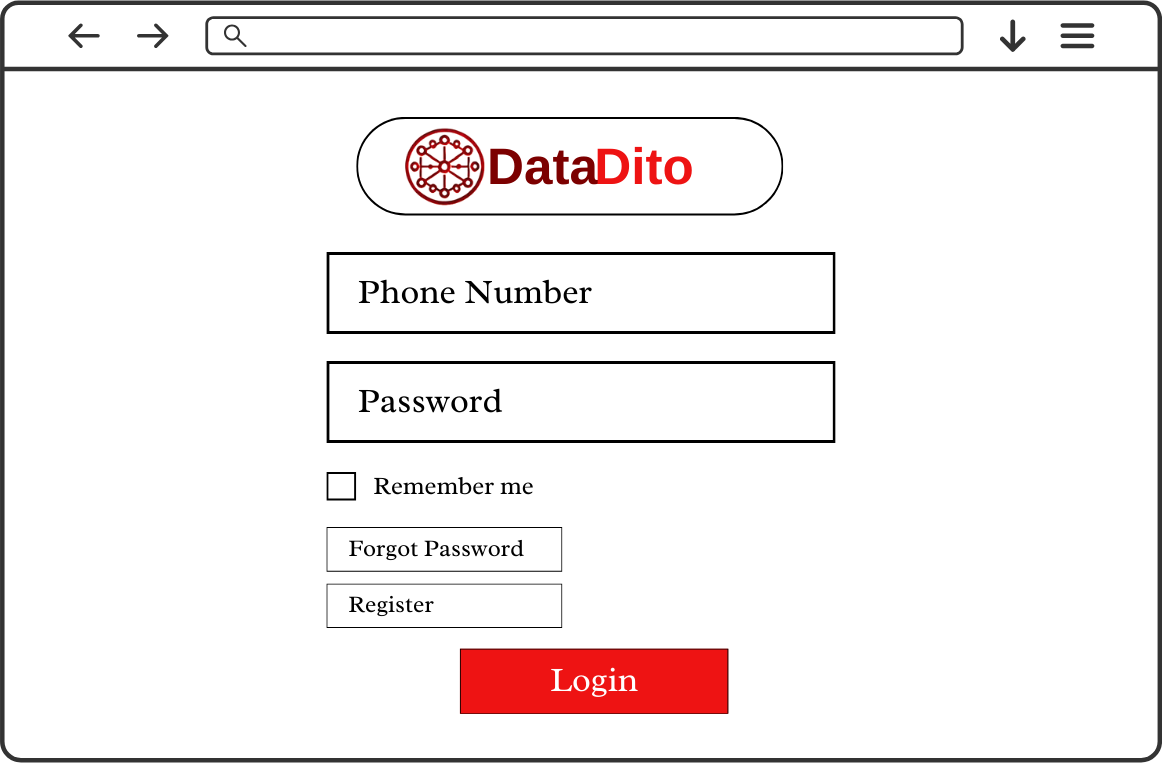 DataDito
Phone Number
Password
Remember me
Forgot Password
Register
Login